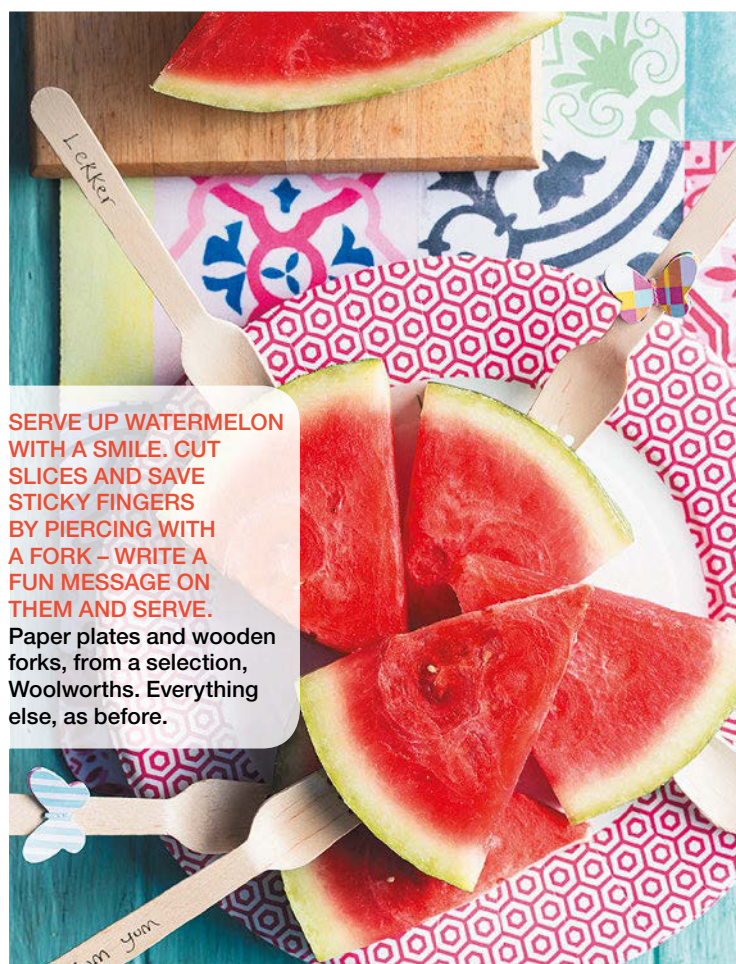 Lekker
SERVE UP WATERMELON
WITH A SMILE. CUT
SLICES AND SAVE
STICKY FINGERS
BY PIERCING WITH
A FORK – WRITE A
FUN MESSAGE ON
THEM AND SERVE.
Paper plates and wooden
forks, from a selection,
Woolworths. Everything
else, as before.
yum